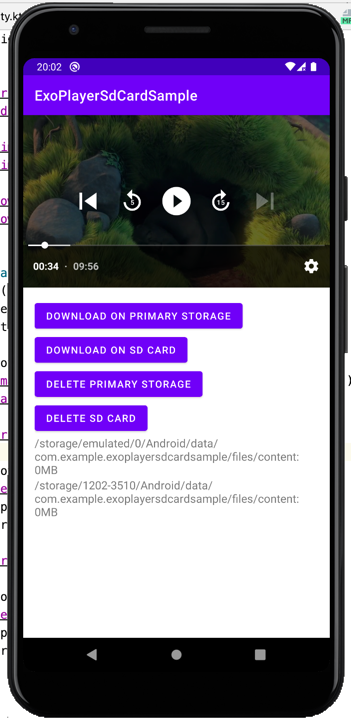 ty.kt
20:02
ExoPlayerSdCardSample
5
15
00:34 · 09:56
DOWNLOAD ON PRIMARY STORAGE
DOWNLOAD ON SD CARD
DELETE PRIMARY STORAGE
DELETE SD CARD
/storage/emulated/0/Android/data/
com.example.exoplayersdcardsample/files/content:
0MB
/storage/1202-3510/Android/data/
com.example.exoplayersdcardsample/files/content:
0MB